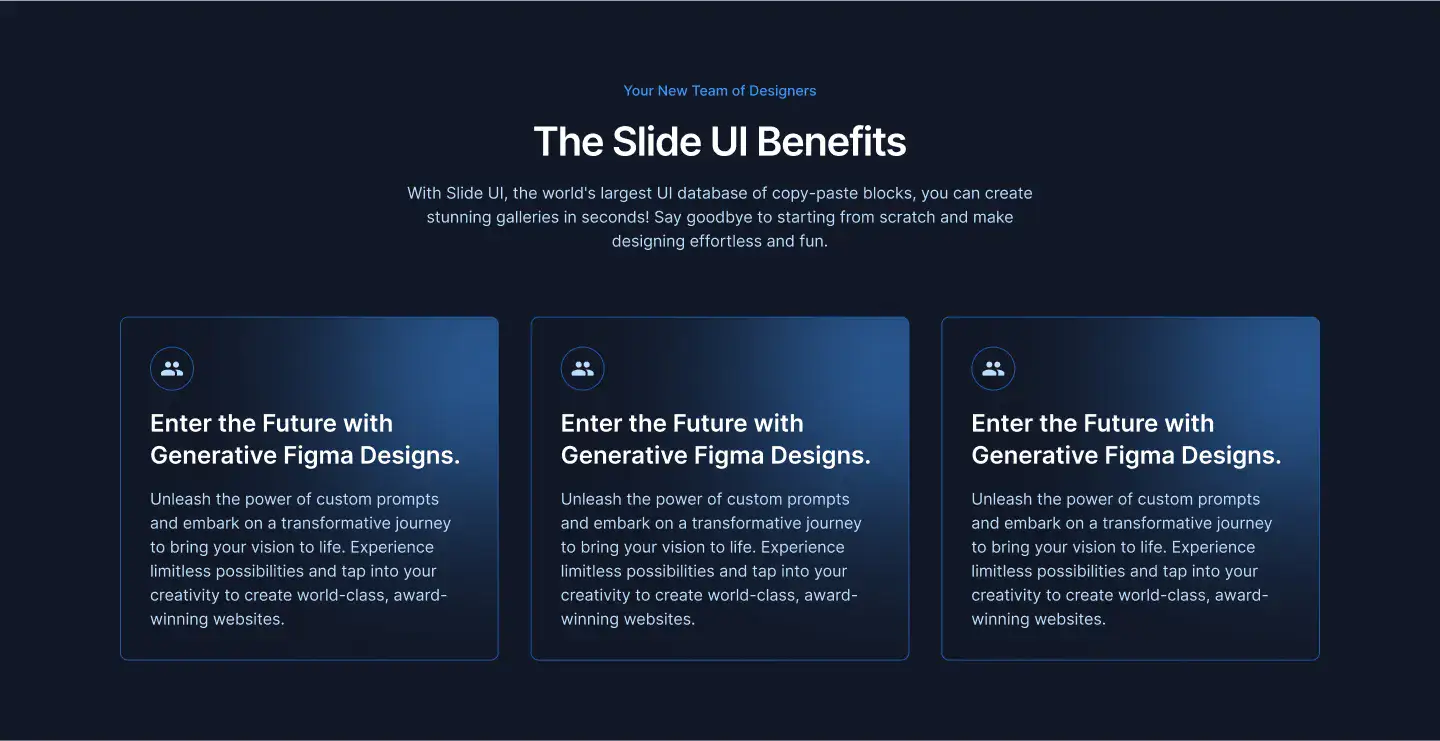 Your New Team of Designers
The Slide UI Benefits
With Slide UI, the world's largest UI database of copy-paste blocks, you can create
stunning galleries in seconds! Say goodbye to starting from scratch and make
designing effortless and fun.
Enter the Future with
Generative Figma Designs.
Unleash the power of custom prompts
and embark on a transformative journey
to bring your vision to life. Experience
limitless possibilities and tap into your
creativity to create world-class, award-
winning websites.
Enter the Future with
Generative Figma Designs.
Unleash the power of custom prompts
and embark on a transformative journey
to bring your vision to life. Experience
limitless possibilities and tap into your
creativity to create world-class, award-
winning websites.
Enter the Future with
Generative Figma Designs.
Unleash the power of custom prompts
and embark on a transformative journey
to bring your vision to life. Experience
limitless possibilities and tap into your
creativity to create world-class, award-
winning websites.